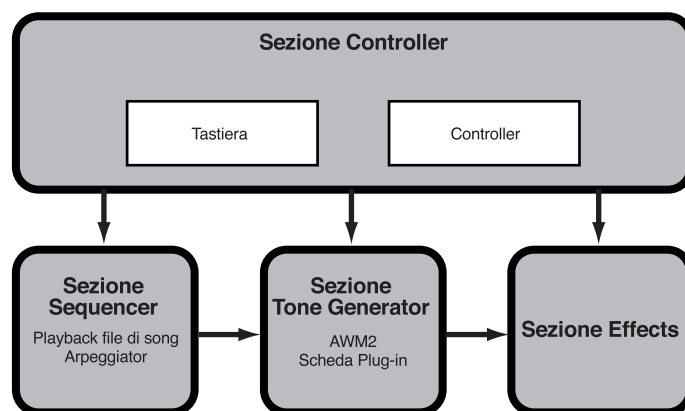 Sezione Controller
Tastiera
Controller
Sezione
Sequencer
Playback file di song
Arpeggiator
Sezione
Tone Generator
AWM2
Scheda Plug-in
Sezione Effects